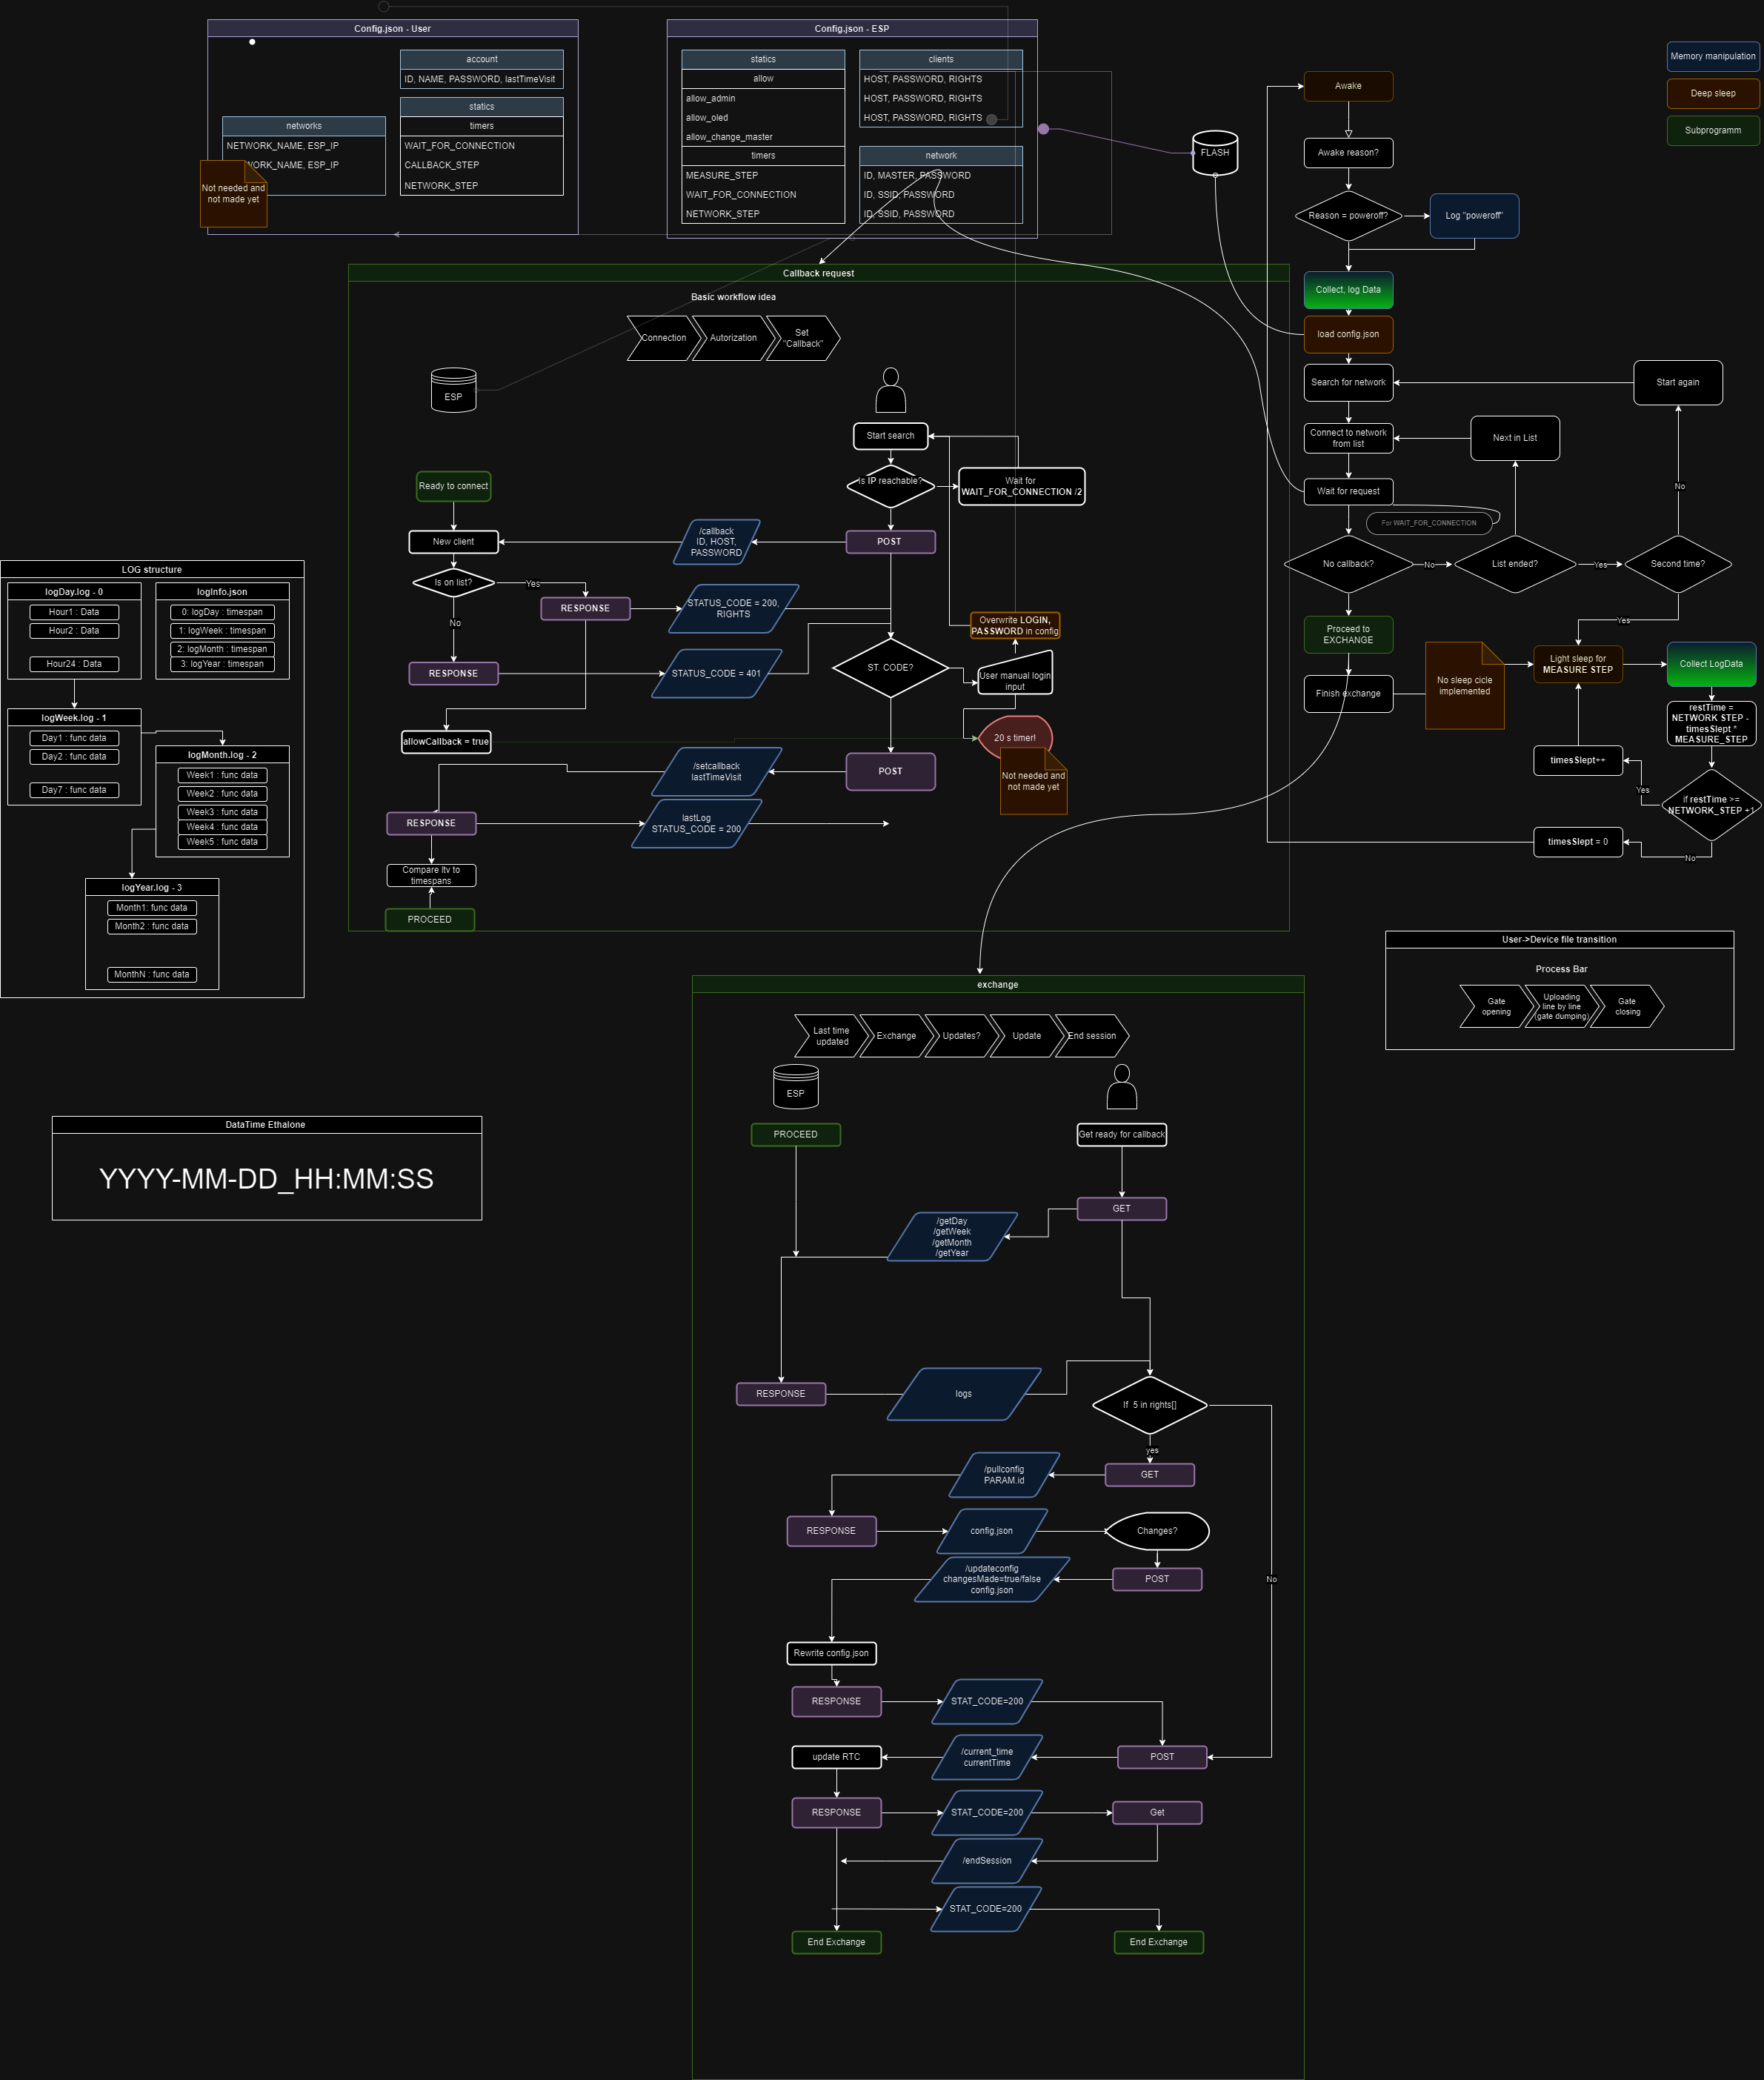 Config.json - User
account
ID, NAME, PASSWORD, lastTimeVisit
statics
timers
WAIT_FOR_CONNECTION
CALLBACK_STEP
NETWORK_STEP
networks
NETWORK_NAME, ESP_IP
WORK_NAME, ESP_IP
Not needed and
not made yet
Config.json - ESP
statics
allow
allow_admin
allow_oled
allow_change_master
timers
MEASURE_STEP
WAIT_FOR_CONNECTION
NETWORK_STEP
clients
HOST, PASSWORD, RIGHTS
HOST, PASSWORD, RIGHTS
HOST, PASSWORD, RIGHTS
network
ID, MASTER_PASSWORD
ID, SSID, PASSWORD
ID, SSID, PASSWORD
FLASH
Memory manipulation
Deep sleep
Subprogramm
Awake
Awake reason?
Reason = poweroff?
Log "poweroff"
Collect, log Data
load config.json
Search for network
Start again
Connect to network
from list
Next in List
Wait for request
For WAIT_FOR_CONNECTION
No callback?
No
List ended?
Yes
Second time?
No
Yes
Proceed to
EXCHANGE
Finish exchange
No sleep cicle
implemented
Light sleep for
MEASURE STEP
Collect LogData
restTime =
NETWORK STEP -
timesSlept *
MEASURE_STEP
timesSlept++
Yes
if restTime >=
NETWORK_STEP +1
No
timesSlept = 0
Callback request
Basic workflow idea
Connection
Autorization
Set
"Callback"
ESP
Start search
Is IP reachable?
Wait for
WAIT_FOR_CONNECTION /2
Ready to connect
New client
/callback
ID, HOST,
PASSWORD
POST
Is on list?
Yes
No
RESPONSE
STATUS_CODE = 200,
RIGHTS
RESPONSE
STATUS_CODE = 401
ST. CODE?
Overwrite LOGIN,
PASSWORD in config
User manual login
input
allowCallback = true
20 s timer!
Not needed and
not made yet
/setcallback
lastTimeVisit
POST
RESPONSE
lastLog
STATUS_CODE = 200
Compare ltv to
timespans
PROCEED
LOG structure
logDay.log - 0
Hour1 : Data
Hour2 : Data
Hour24 : Data
logInfo.json
0: logDay : timespan
1: logWeek : timespan
2: logMonth : timespan
3: logYear : timespan
logWeek.log - 1
Day1 : func data
Day2 : func data
Day7 : func data
logMonth.log - 2
Week1 : func data
Week2 : func data
Week3 : func data
Week4 : func data
Week5 : func data
logYear.log - 3
Month1: func data
Month2 : func data
MonthN : func data
User->Device file transition
Process Bar
Gate
opening
Uploading
line by line
(gate dumping)
Gate
closing
DataTime Ethalone
YYYY-MM-DD_HH:MM:SS
exchange
Last time
updated
Exchange
Updates?
Update
End session
ESP
PROCEED
Get ready for callback
GET
/getDay
/getWeek
/getMonth
/getYear
RESPONSE
logs
If 5 in rights[]
yes
No
/pullconfig
PARAM.id
GET
RESPONSE
config.json
Changes?
/updateconfig
changesMade=true/false
config.json
POST
Rewrite config.json
RESPONSE
STAT_CODE=200
update RTC
/current_time
currentTime
POST
RESPONSE
STAT_CODE=200
Get
/endSession
STAT_CODE=200
End Exchange
End Exchange